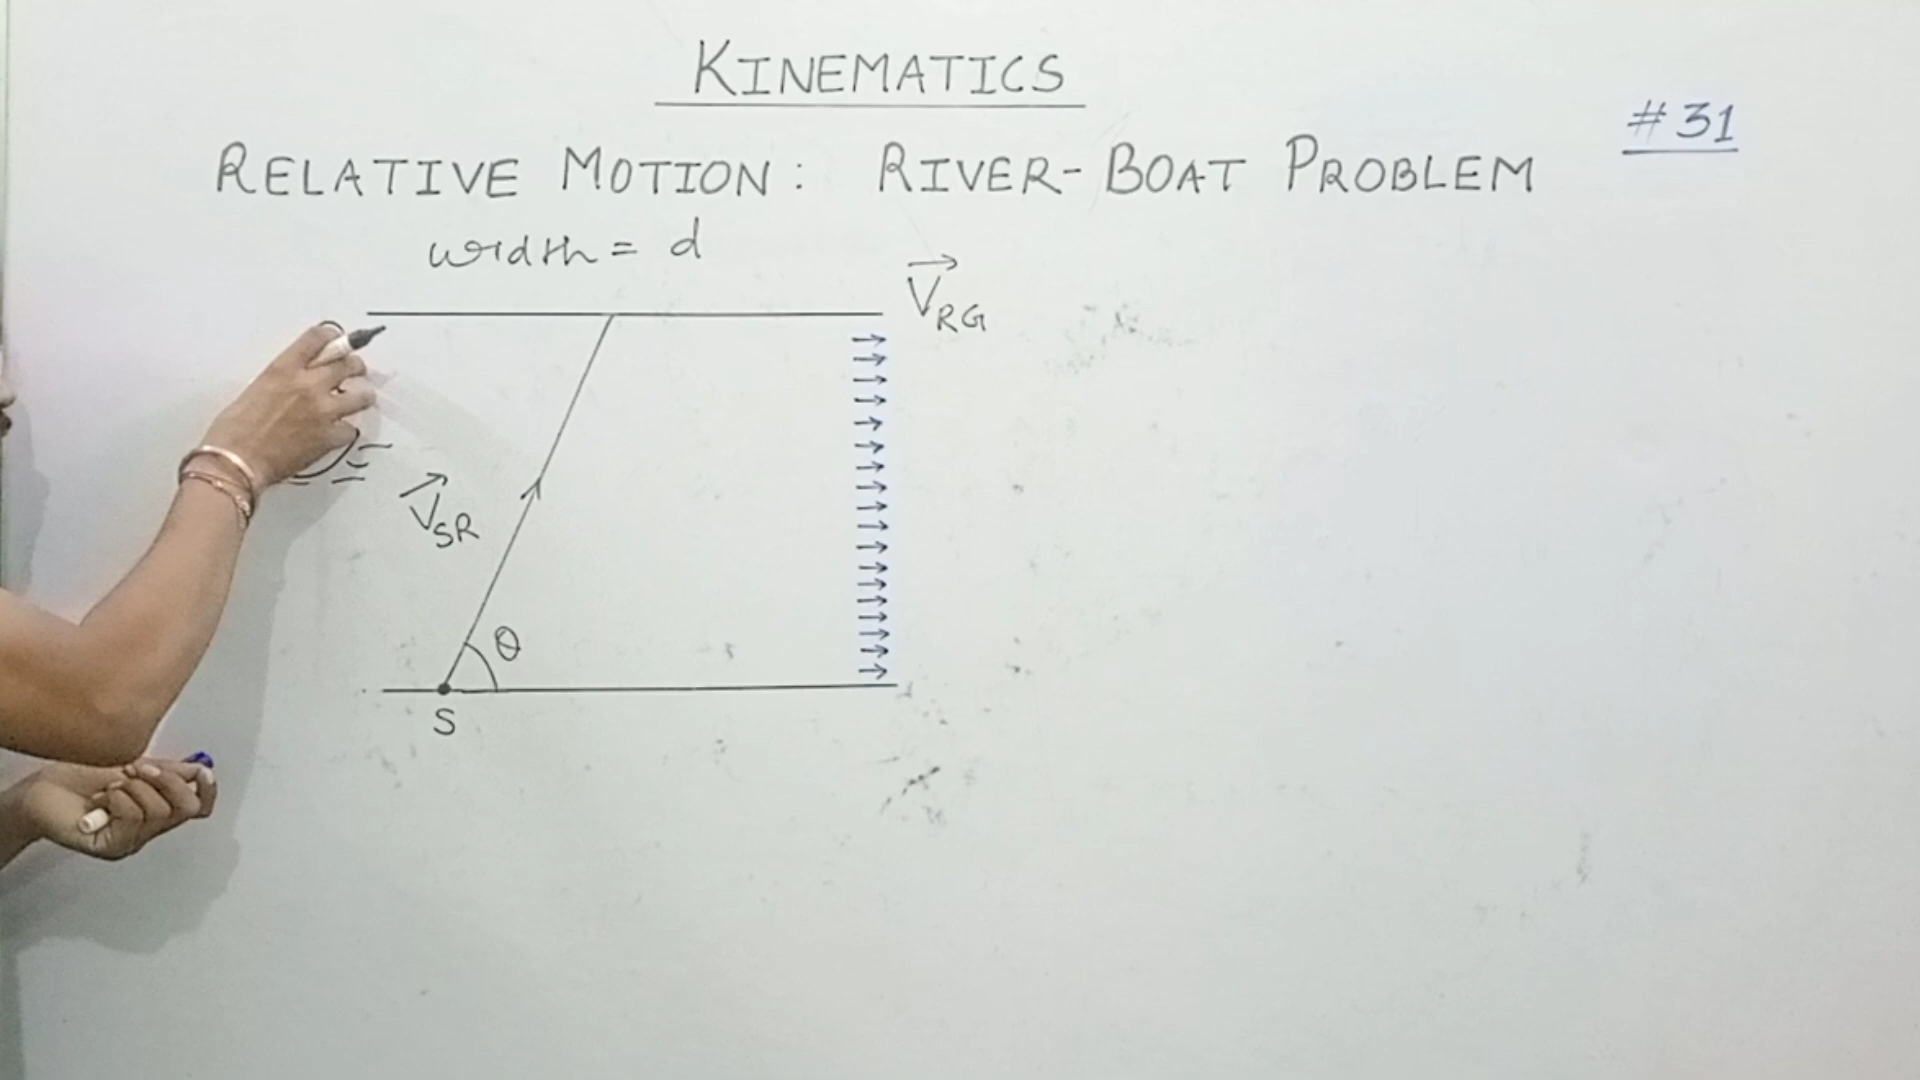 KINEMATICS
#31
RELATIVE MOTION: RIVER-BOAT PROBLEM
width = d
V⃗RG
V⃗SR
θ
S